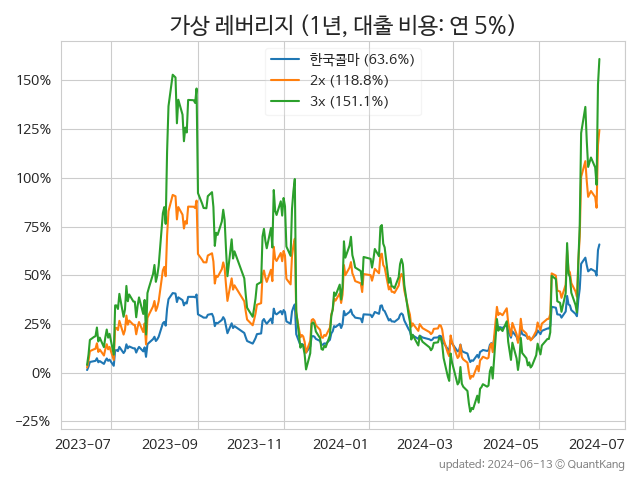 가상 레버리지 (1년, 대출 비용: 연 5%)
한국콜마 (63.6%)
2x (118.8%)
3x (151.1%)
150%
125%
100%
75%
50%
25%
0%
−25%
2023-07 2023-09 2023-11 2024-01 2024-03 2024-05 2024-07
updated: 2024-06-13 ⓒ QuantKang